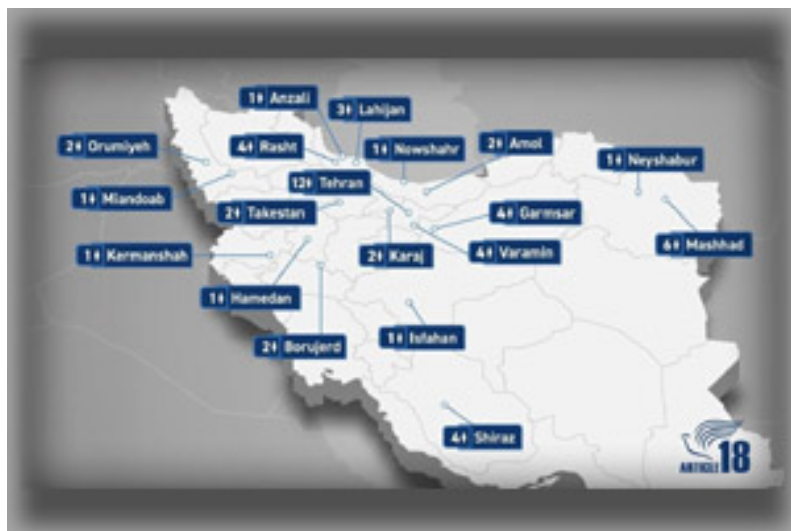 1 Anzali
3 Lahijan
2 Orumiyeh
4 Rasht
1 Nowshahr
2 Amol
1 Neyshabur
12 Tehran
1 Miandoab
2 Takestan
4 Garmsar
6 Mashhad
1 Kermanshah
2 Karaj
4 Varamin
1 Hamedan
2 Borujerd
1 Isfahan
4 Shiraz
ARTICLE 18